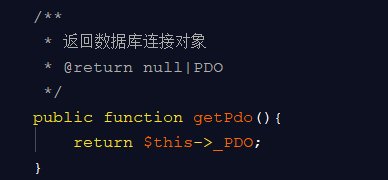 /**
 * 返回数据库连接对象
 * @return null|PDO
 */
public function getPdo(){
    return $this->_PDO;
}